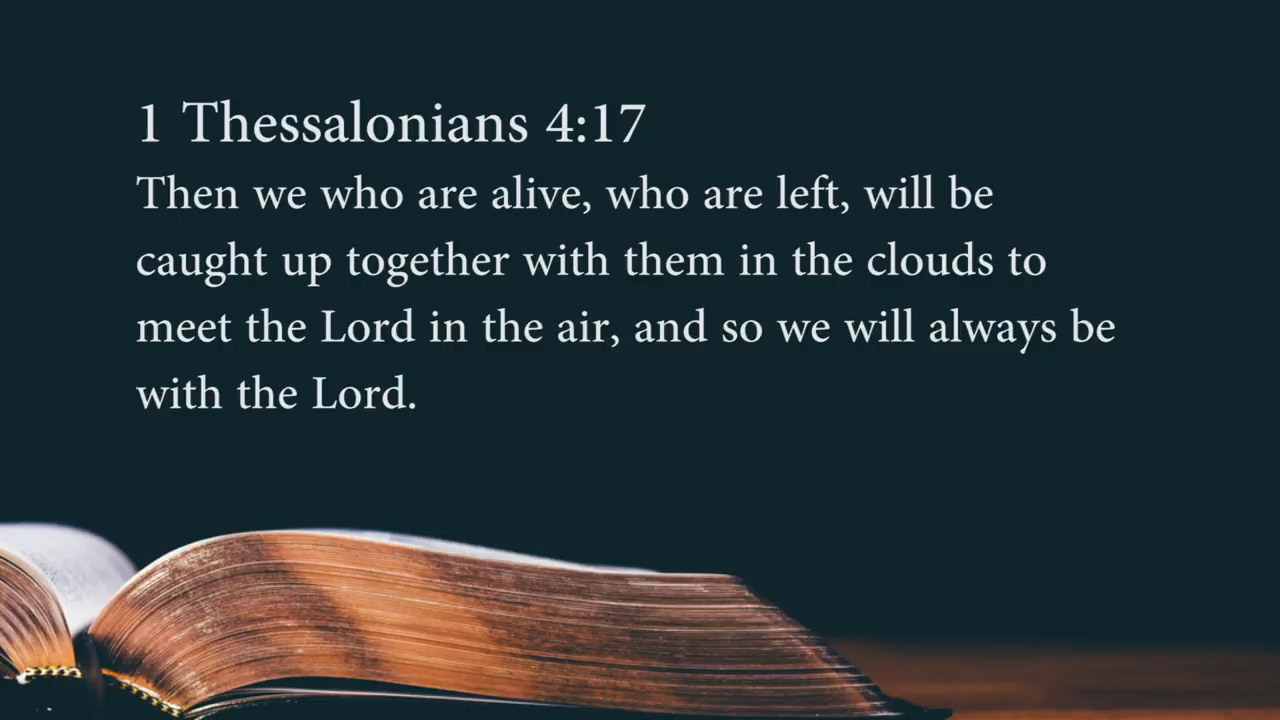 1 Thessalonians 4:17
Then we who are alive, who are left, will be
caught up together with them in the clouds to
meet the Lord in the air, and so we will always be
with the Lord.